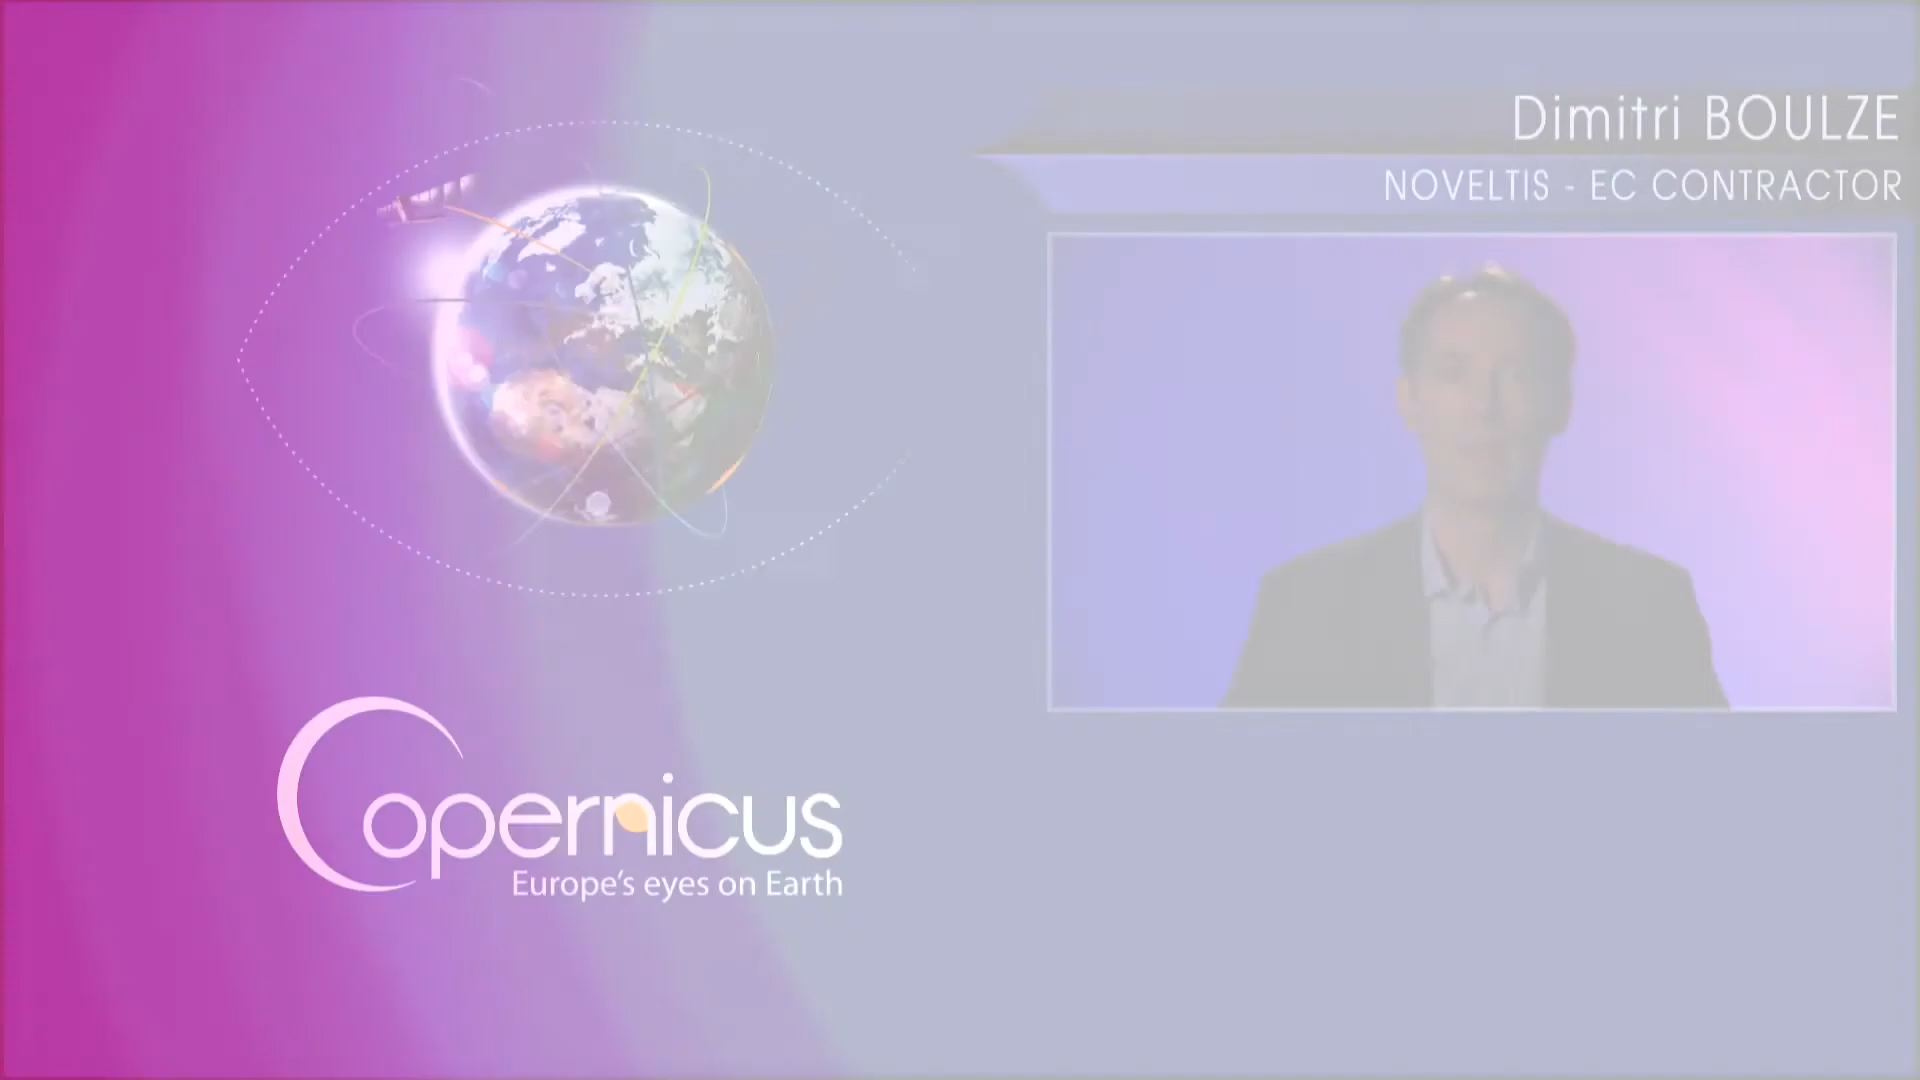 Dimitri BOULZE
NOVELTIS - EC CONTRACTOR
Copernicus
Europe's eyes on Earth